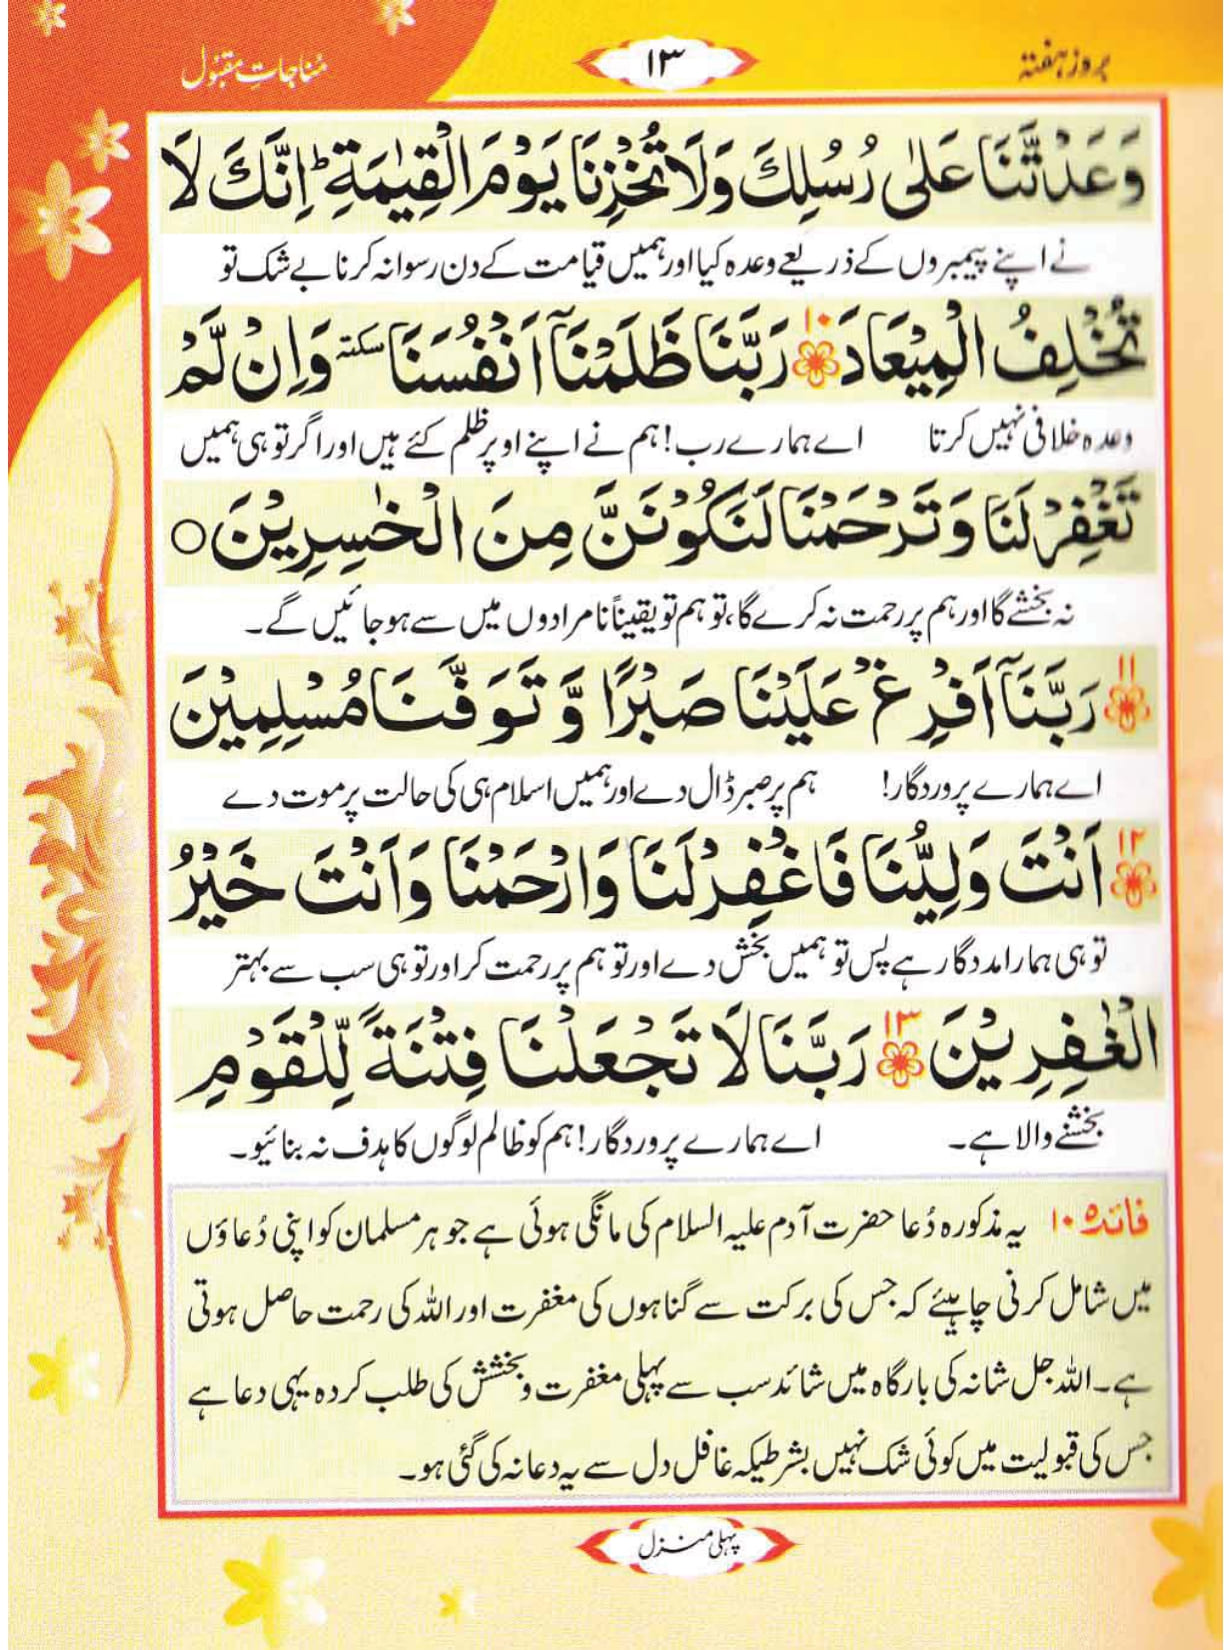 بروز ہفتہ
۱۳
مُناجاتِ مقبُول
وَعَدْتَّنَا عَلٰى رُسُلِكَ وَلَا تُخْزِنَا يَوْمَ الْقِيٰمَةِ ؕ اِنَّكَ لَا
نے اپنے پیمبروں کے ذریعے وعدہ کیا اور ہمیں قیامت کے دن رسوا نہ کرنا بے شک تو
تُخْلِفُ الْمِيْعَادَ ۱۰ رَبَّنَا ظَلَمْنَآ اَنْفُسَنَا سکتہ وَاِنْ لَّمْ
وعدہ خلافی نہیں کرتا اے ہمارے رب! ہم نے اپنے اوپر ظلم کئے ہیں اور اگر تو ہی ہمیں
تَغْفِرْ لَنَا وَتَرْحَمْنَا لَنَكُوْنَنَّ مِنَ الْخٰسِرِيْنَ ○
نہ بخشے گا اور ہم پر رحمت نہ کرے گا، تو ہم تو یقیناً نامرادوں میں سے ہو جائیں گے۔
۱۱ رَبَّنَآ اَفْرِغْ عَلَيْنَا صَبْرًا وَّ تَوَفَّنَا مُسْلِمِيْنَ
اے ہمارے پروردگار! ہم پر صبر ڈال دے اور ہمیں اسلام ہی کی حالت پر موت دے
۱۲ اَنْتَ وَلِيُّنَا فَاغْفِرْ لَنَا وَارْحَمْنَا وَاَنْتَ خَيْرُ
تو ہی ہمارا مددگار ہے پس تو ہمیں بخش دے اور تو ہم پر رحمت کر اور تو ہی سب سے بہتر
الْغٰفِرِيْنَ ۱۳ رَبَّنَا لَا تَجْعَلْنَا فِتْنَةً لِّلْقَوْمِ
بخشنے والا ہے۔ اے ہمارے پروردگار! ہم کو ظالم لوگوں کا ہدف نہ بنائیو۔
فائدہ ۱۰ یہ مذکورہ دُعا حضرت آدم علیہ السلام کی مانگی ہوئی ہے جو ہر مسلمان کو اپنی دُعاؤں
میں شامل کرنی چاہیئے کہ جس کی برکت سے گناہوں کی مغفرت اور اللہ کی رحمت حاصل ہوتی
ہے۔ اللہ جل شانہ کی بارگاہ میں شائد سب سے پہلی مغفرت و بخشش کی طلب کردہ یہی دعا ہے
جس کی قبولیت میں کوئی شک نہیں بشرطیکہ غافل دل سے یہ دعا نہ کی گئی ہو۔
پہلی منزل